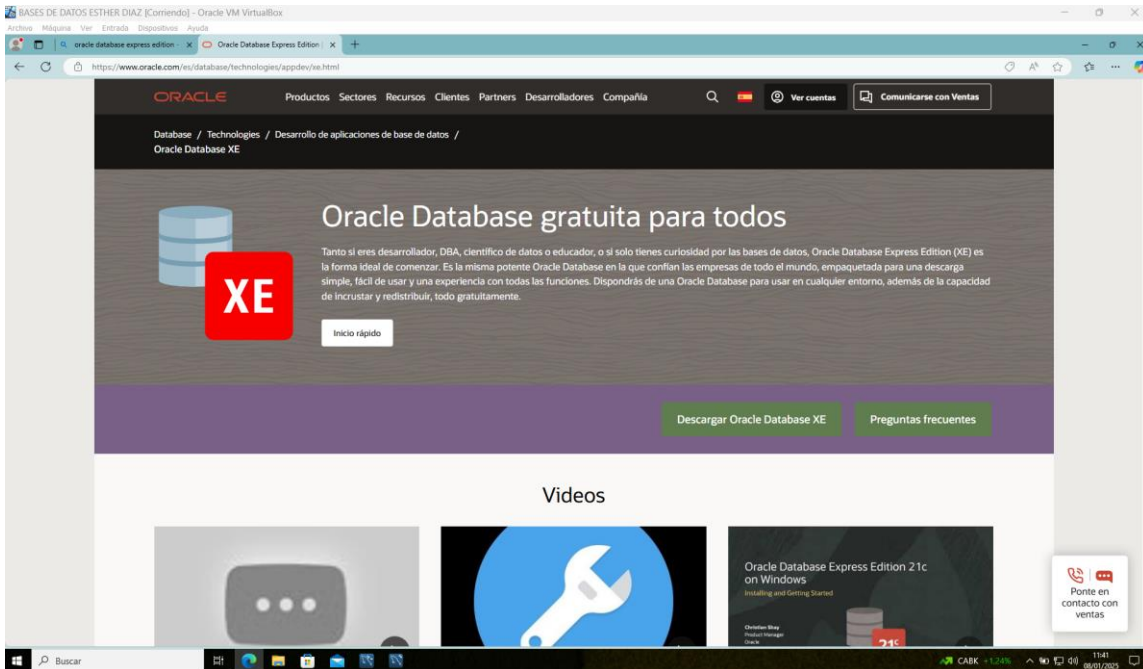 BASES DE DATOS ESTHER DIAZ [Corriendo] - Oracle VM VirtualBox
Archivo Máquina Ver Entrada Dispositivos Ayuda
oracle database express edition -
Oracle Database Express Edition
https://www.oracle.com/es/database/technologies/appdev/xe.html
ORACLE
Productos Sectores Recursos Clientes Partners Desarrolladores Compañía
Ver cuentas
Comunicarse con Ventas
Database / Technologies / Desarrollo de aplicaciones de base de datos /
Oracle Database XE
XE
Oracle Database gratuita para todos
Tanto si eres desarrollador, DBA, científico de datos o educador, o si solo tienes curiosidad por las bases de datos, Oracle Database Express Edition (XE) es
la forma ideal de comenzar. Es la misma potente Oracle Database en la que confían las empresas de todo el mundo, empaquetada para una descarga
simple, fácil de usar y una experiencia con todas las funciones. Dispondrás de una Oracle Database para usar en cualquier entorno, además de la capacidad
de incrustar y redistribuir, todo gratuitamente.
Inicio rápido
Descargar Oracle Database XE
Preguntas frecuentes
Videos
Oracle Database Express Edition 21c
on Windows
Installing and Getting Started
Christian Shay
Product Manager
Oracle
21c
Ponte en
contacto con
ventas
Buscar
CABK +1,24%
11:41
08/01/2025